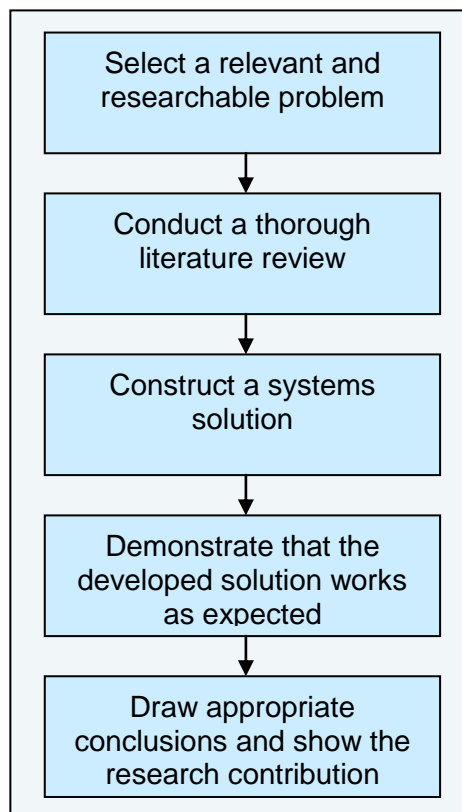 Select a relevant and
researchable problem
Conduct a thorough
literature review
Construct a systems
solution
Demonstrate that the
developed solution works
as expected
Draw appropriate
conclusions and show the
research contribution